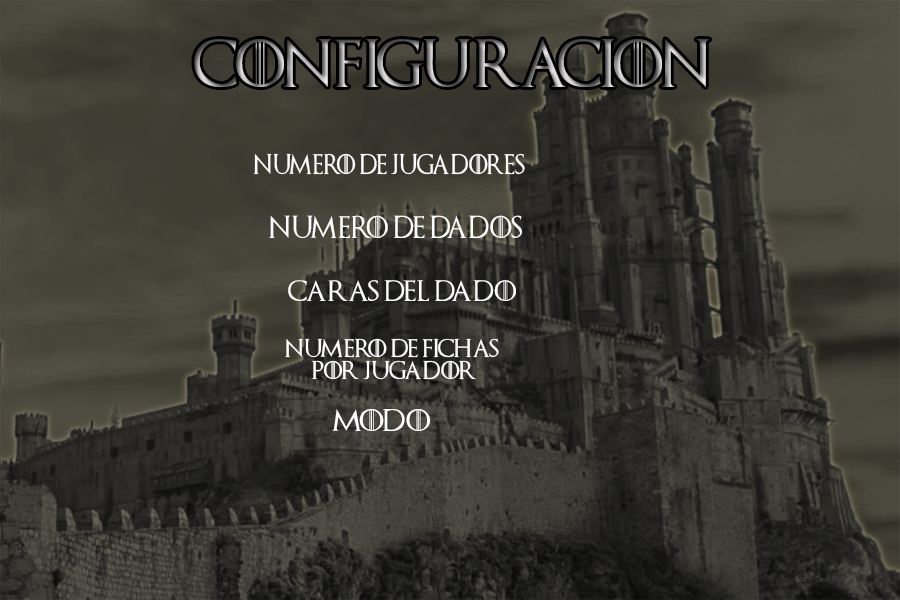 CONFIGURACION
NUMERO DE JUGADORES
NUMERO DE DADOS
CARAS DEL DADO
NUMERO DE FICHAS
POR JUGADOR
MODO